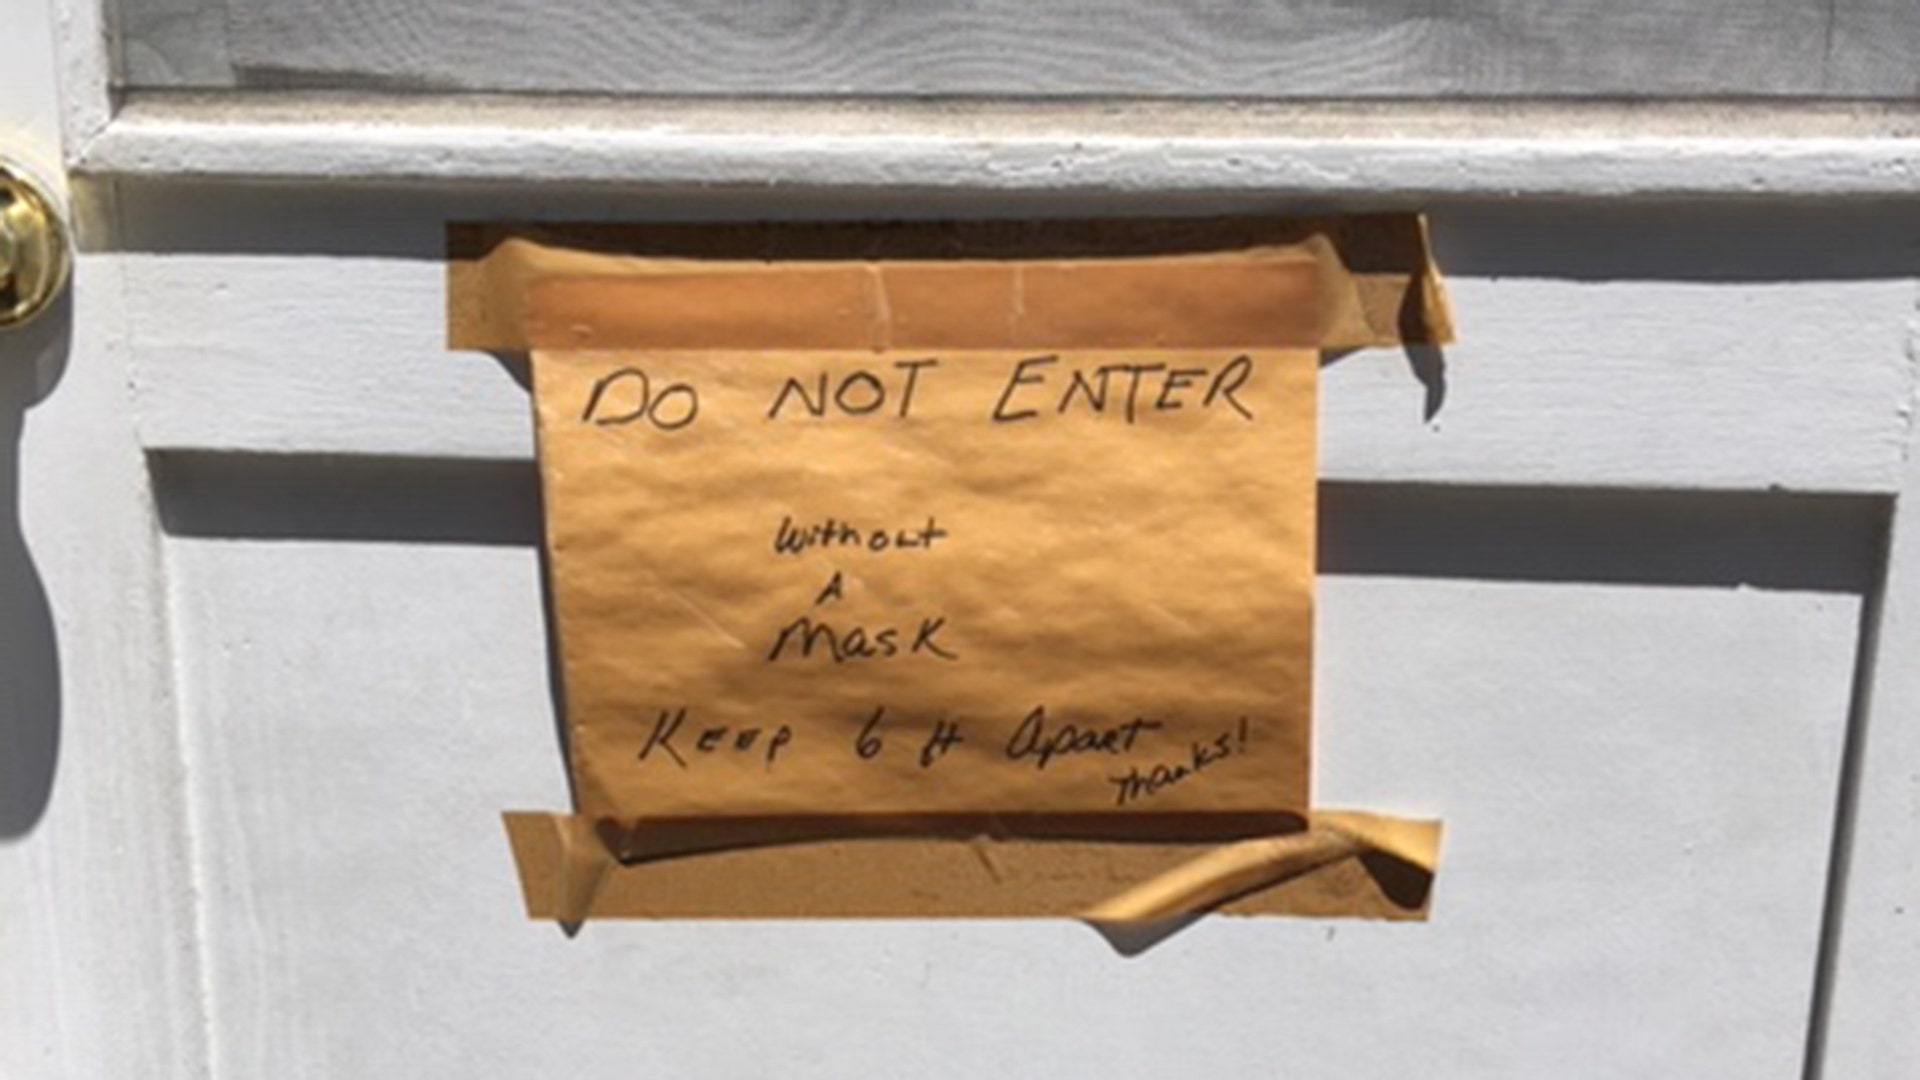 DO NOT ENTER
Without
A
Mask
Keep 6 ft Apart
Thanks!